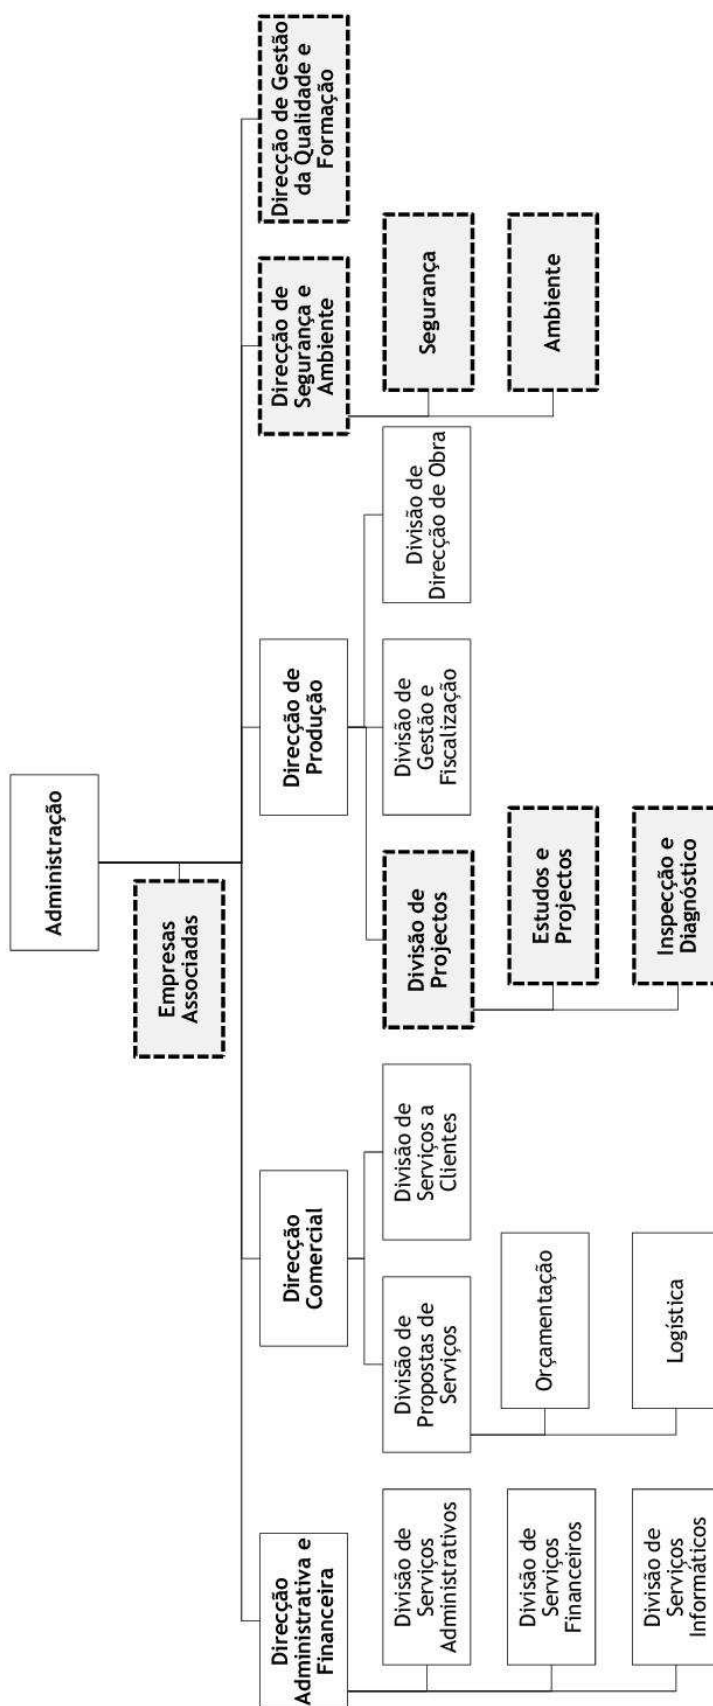 Administração
Empresas
Associadas
Direcção
Administrativa e
Financeira
Direcção
Comercial
Direcção de
Produção
Direcção de
Segurança e
Ambiente
Direcção de Gestão
da Qualidade e
Formação
Divisão de
Serviços
Administrativos
Divisão de
Propostas de
Serviços
Divisão de
Serviços a
Clientes
Divisão de
Projectos
Divisão de
Gestão e
Fiscalização
Divisão de
Direcção de Obra
Segurança
Divisão de
Serviços
Financeiros
Orçamentação
Estudos e
Projectos
Ambiente
Divisão de
Serviços
Informáticos
Logística
Inspecção e
Diagnóstico